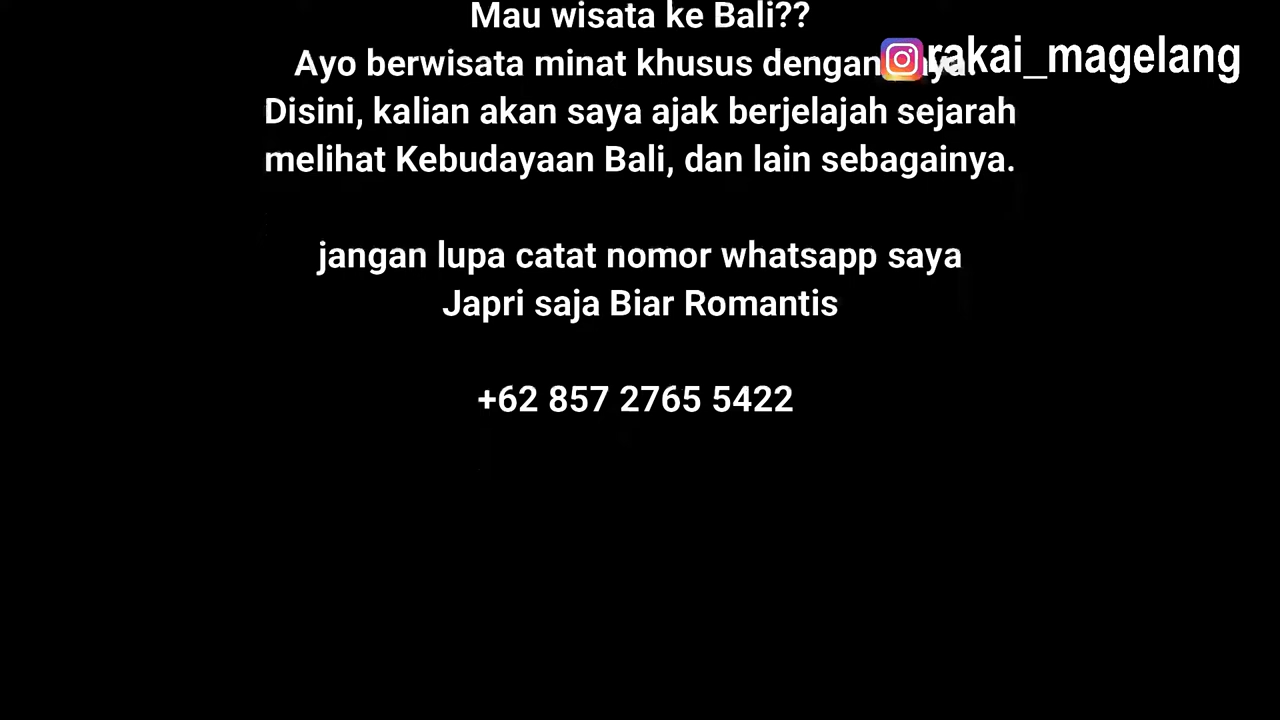 Mau wisata ke Bali??
rakai_magelang
Ayo berwisata minat khusus dengan
Disini, kalian akan saya ajak berjelajah sejarah
melihat Kebudayaan Bali, dan lain sebagainya.
jangan lupa catat nomor whatsapp saya
Japri saja Biar Romantis
+62 857 2765 5422